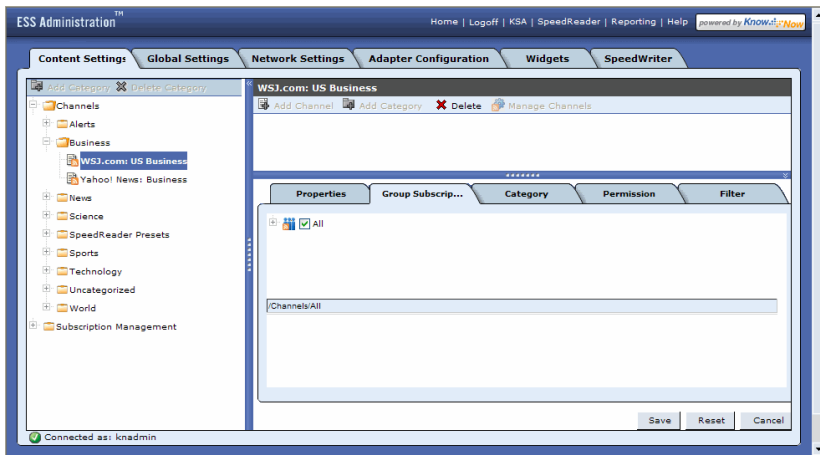 ESS Administration™
Home | Logoff | KSA | SpeedReader | Reporting | Help
powered by KnowNow
Content Settings
Global Settings
Network Settings
Adapter Configuration
Widgets
SpeedWriter
Add Category
Delete Category
Channels
Alerts
Business
WSJ.com: US Business
Yahoo! News: Business
News
Science
SpeedReader Presets
Sports
Technology
Uncategorized
World
Subscription Management
WSJ.com: US Business
Add Channel
Add Category
Delete
Manage Channels
Properties
Group Subscrip...
Category
Permission
Filter
All
/Channels/All
Save
Reset
Cancel
Connected as: knadmin